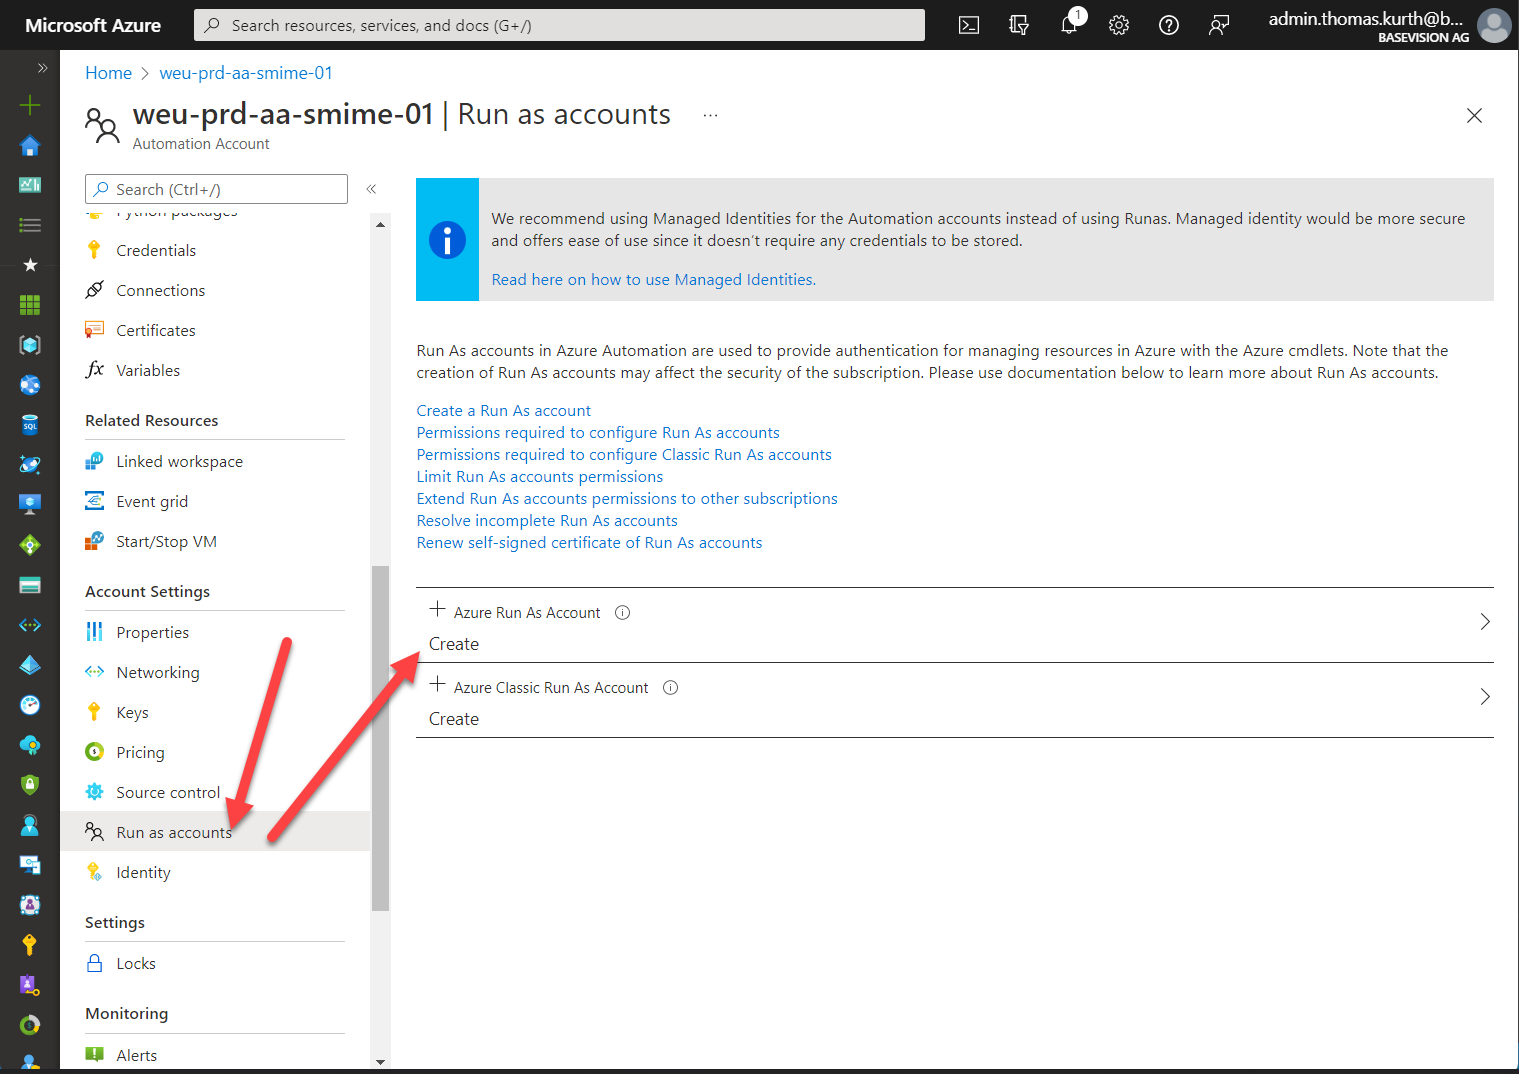 Microsoft Azure
Search resources, services, and docs (G+/)
1
admin.thomas.kurth@b...
BASEVISION AG
Home > weu-prd-aa-smime-01
weu-prd-aa-smime-01 | Run as accounts ...
Automation Account
Search (Ctrl+/)
Python packages
Credentials
Connections
Certificates
Variables
Related Resources
Linked workspace
Event grid
Start/Stop VM
Account Settings
Properties
Networking
Keys
Pricing
Source control
Run as accounts
Identity
Settings
Locks
Monitoring
Alerts
We recommend using Managed Identities for the Automation accounts instead of using Runas. Managed identity would be more secure
and offers ease of use since it doesn't require any credentials to be stored.
Read here on how to use Managed Identities.
Run As accounts in Azure Automation are used to provide authentication for managing resources in Azure with the Azure cmdlets. Note that the
creation of Run As accounts may affect the security of the subscription. Please use documentation below to learn more about Run As accounts.
Create a Run As account
Permissions required to configure Run As accounts
Permissions required to configure Classic Run As accounts
Limit Run As accounts permissions
Extend Run As accounts permissions to other subscriptions
Resolve incomplete Run As accounts
Renew self-signed certificate of Run As accounts
Azure Run As Account
Create
Azure Classic Run As Account
Create